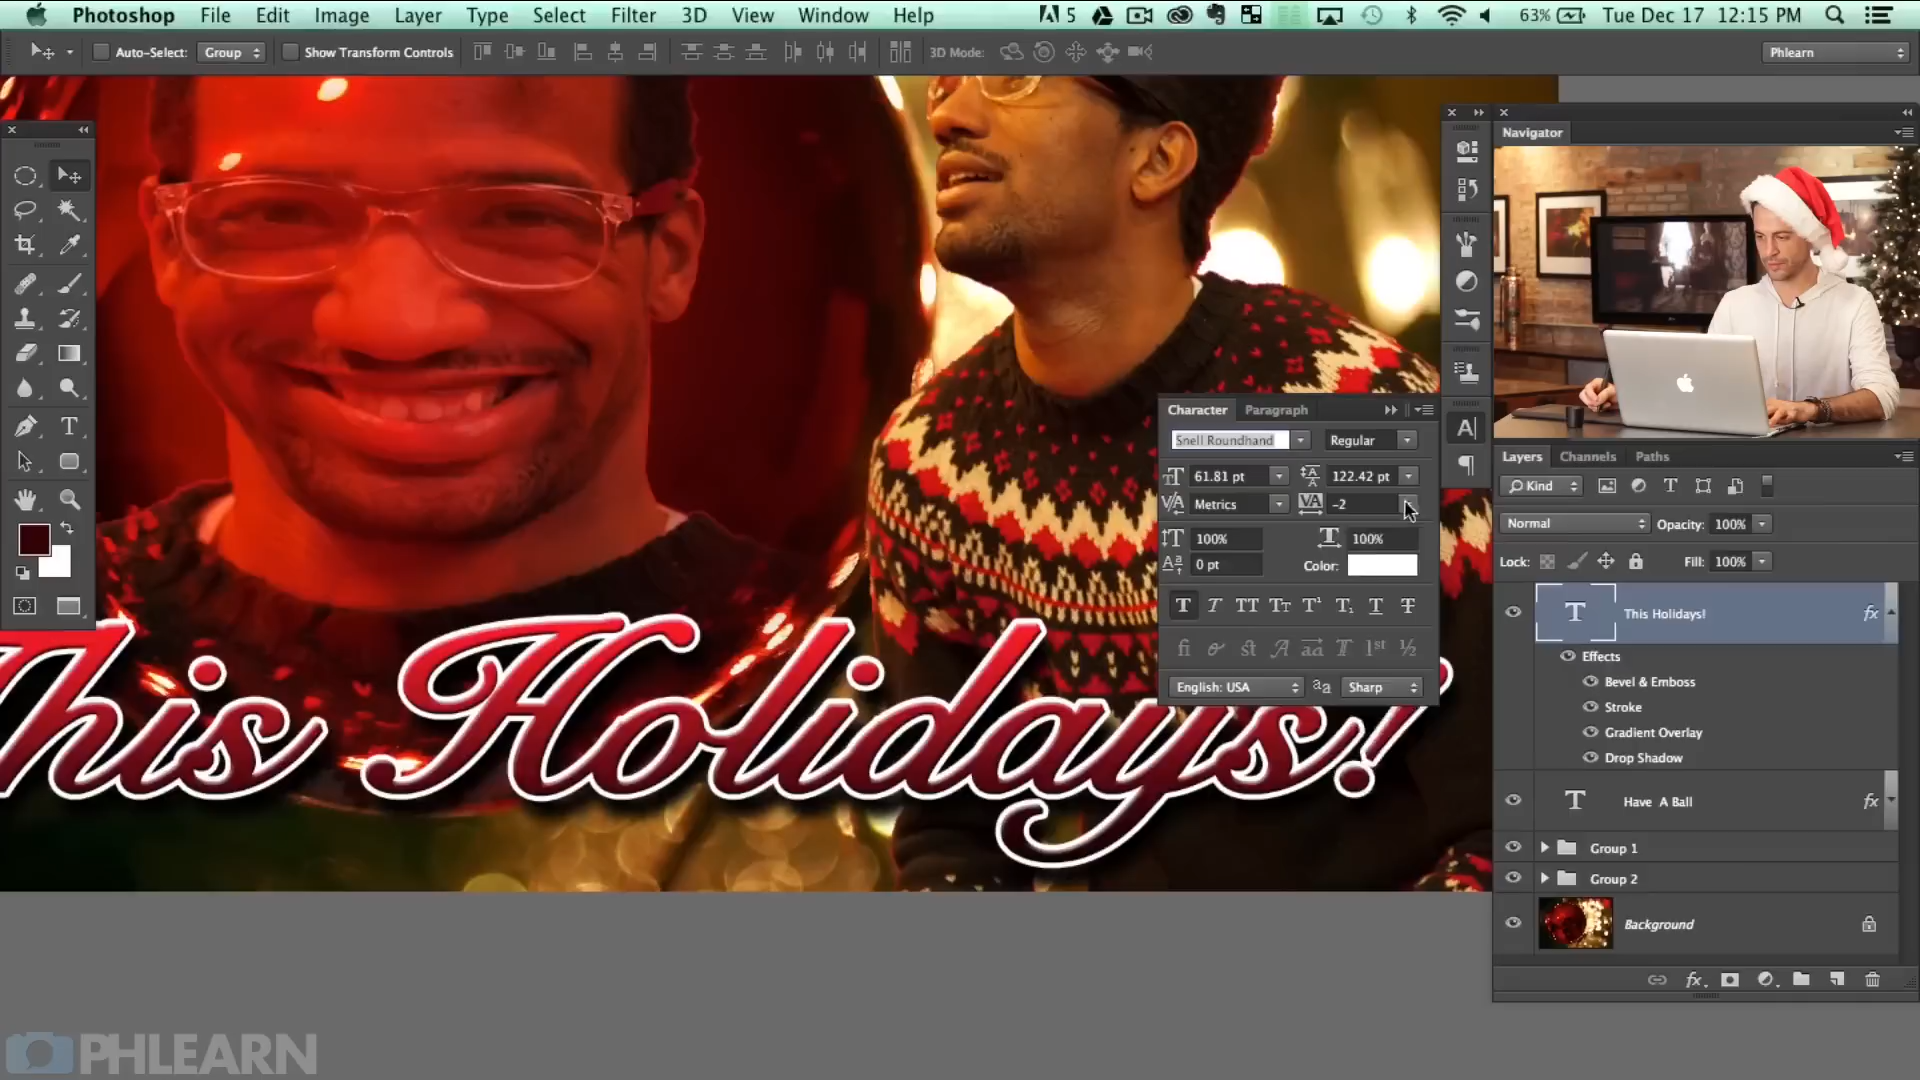 Photoshop File Edit Image Layer Type Select Filter 3D View Window Help 5 63% Tue Dec 17 12:15 PM
Auto-Select: Group Show Transform Controls 3D Mode: Phlearn
Navigator
Character Paragraph
Snell Roundhand Regular
61.81 pt 122.42 pt
Metrics -2
100% 100%
0 pt Color:
English: USA Sharp
Layers Channels Paths
Kind
Normal Opacity: 100%
Lock: Fill: 100%
This Holidays! fx
Effects
Bevel & Emboss
Stroke
Gradient Overlay
Drop Shadow
Have A Ball fx
Group 1
Group 2
Background
This Holidays!
PHLEARN